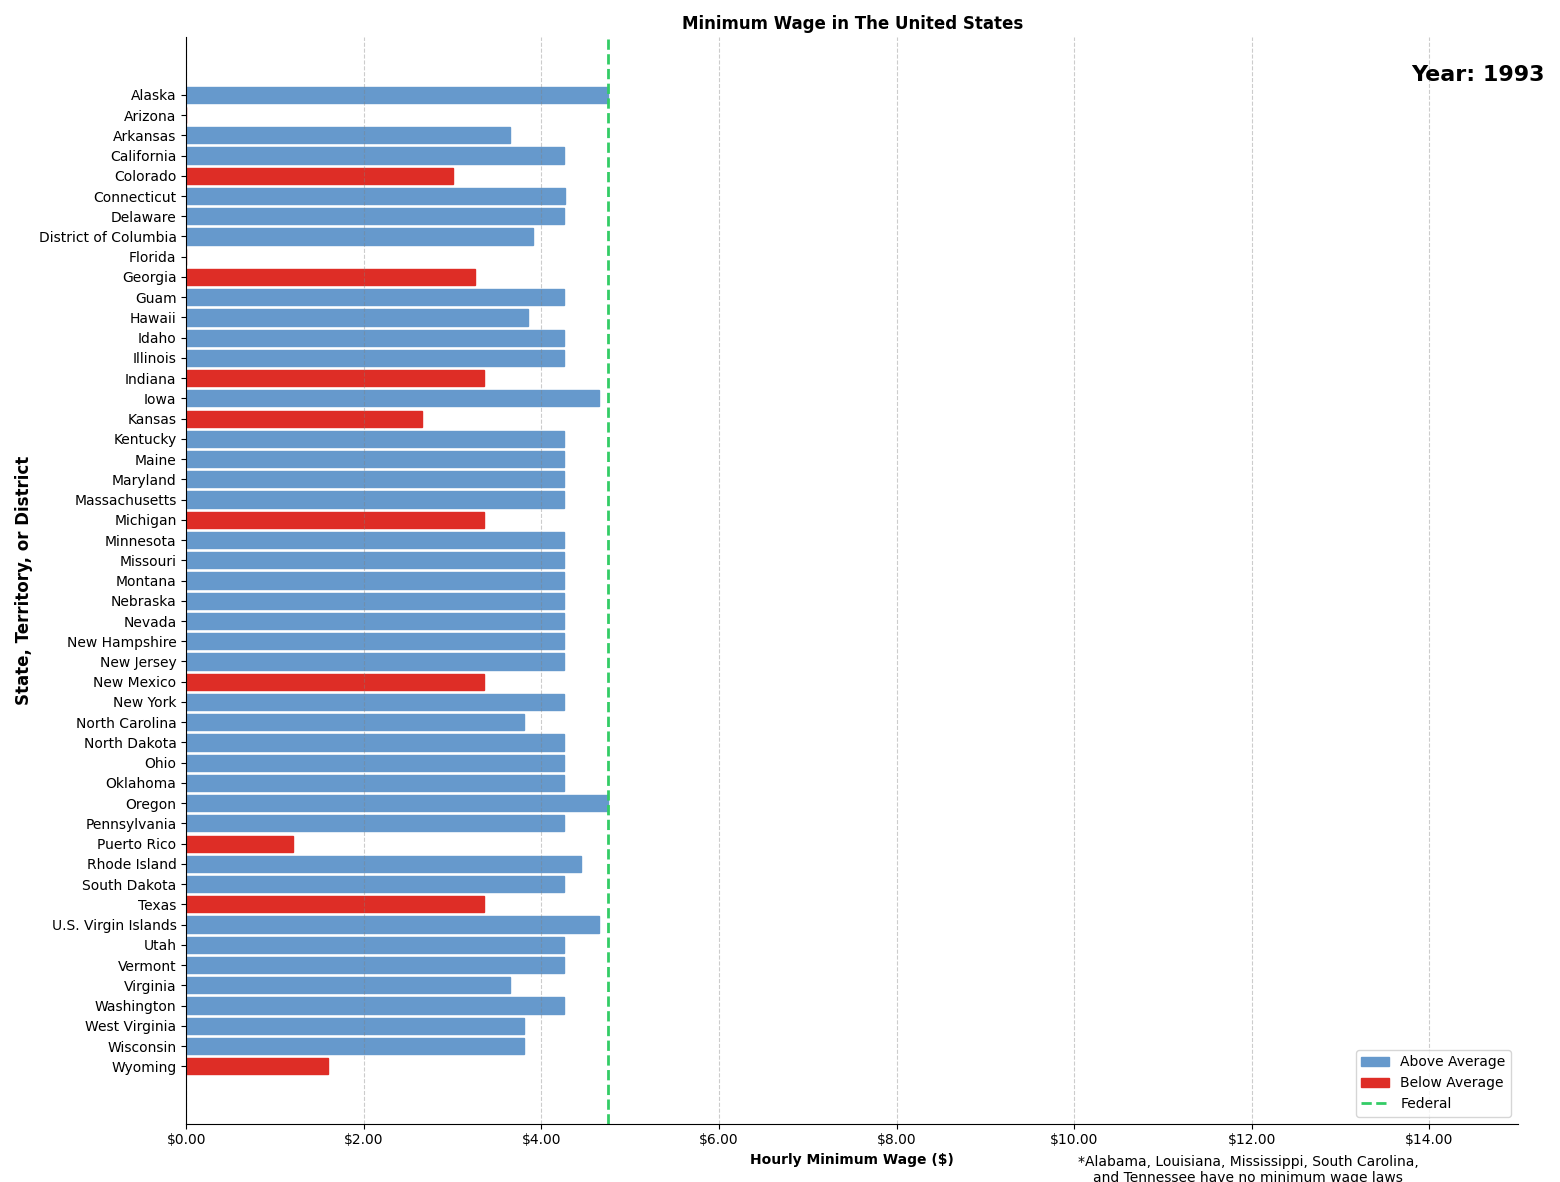 Minimum Wage in The United States
Year: 1993
State, Territory, or District
Alaska
Arizona
Arkansas
California
Colorado
Connecticut
Delaware
District of Columbia
Florida
Georgia
Guam
Hawaii
Idaho
Illinois
Indiana
Iowa
Kansas
Kentucky
Maine
Maryland
Massachusetts
Michigan
Minnesota
Missouri
Montana
Nebraska
Nevada
New Hampshire
New Jersey
New Mexico
New York
North Carolina
North Dakota
Ohio
Oklahoma
Oregon
Pennsylvania
Puerto Rico
Rhode Island
South Dakota
Texas
U.S. Virgin Islands
Utah
Vermont
Virginia
Washington
West Virginia
Wisconsin
Wyoming
Above Average
Below Average
Federal
$0.00 $2.00 $4.00 $6.00 $8.00 $10.00 $12.00 $14.00
Hourly Minimum Wage ($)
*Alabama, Louisiana, Mississippi, South Carolina,
and Tennessee have no minimum wage laws